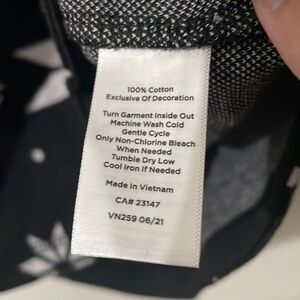 100% Cotton
Exclusive Of Decoration
Turn Garment Inside Out
Machine Wash Cold
Gentle Cycle
Only Non-Chlorine Bleach
When Needed
Tumble Dry Low
Cool Iron if Needed
Made In Vietnam
CA# 23147
VN259 06/21